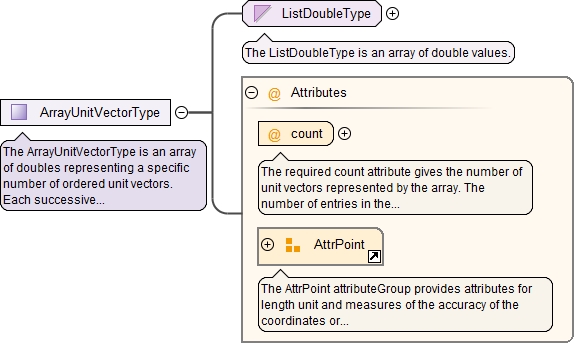 ListDoubleType
The ListDoubleType is an array of double values.
ArrayUnitVectorType
The ArrayUnitVectorType is an array
of doubles representing a specific
number of ordered unit vectors.
Each successive...
Attributes
@ count
The required count attribute gives the number of
unit vectors represented by the array. The
number of entries in the...
AttrPoint
The AttrPoint attributeGroup provides attributes for
length unit and measures of the accuracy of the
coordinates or...